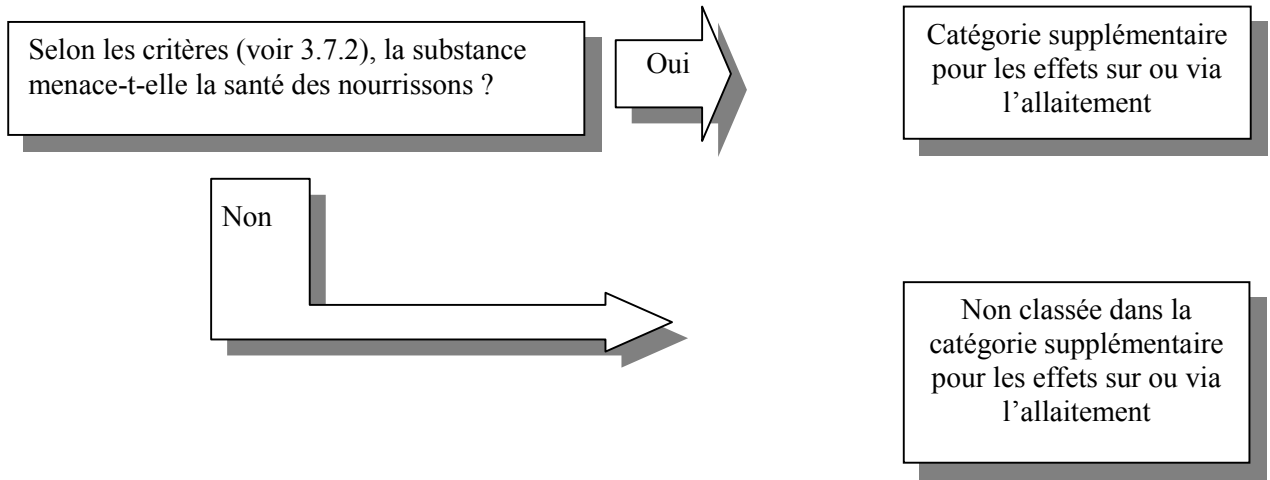 Selon les critères (voir 3.7.2), la substance
menace-t-elle la santé des nourrissons ?
Oui
Catégorie supplémentaire
pour les effets sur ou via
l’allaitement
Non
Non classée dans la
catégorie supplémentaire
pour les effets sur ou via
l’allaitement